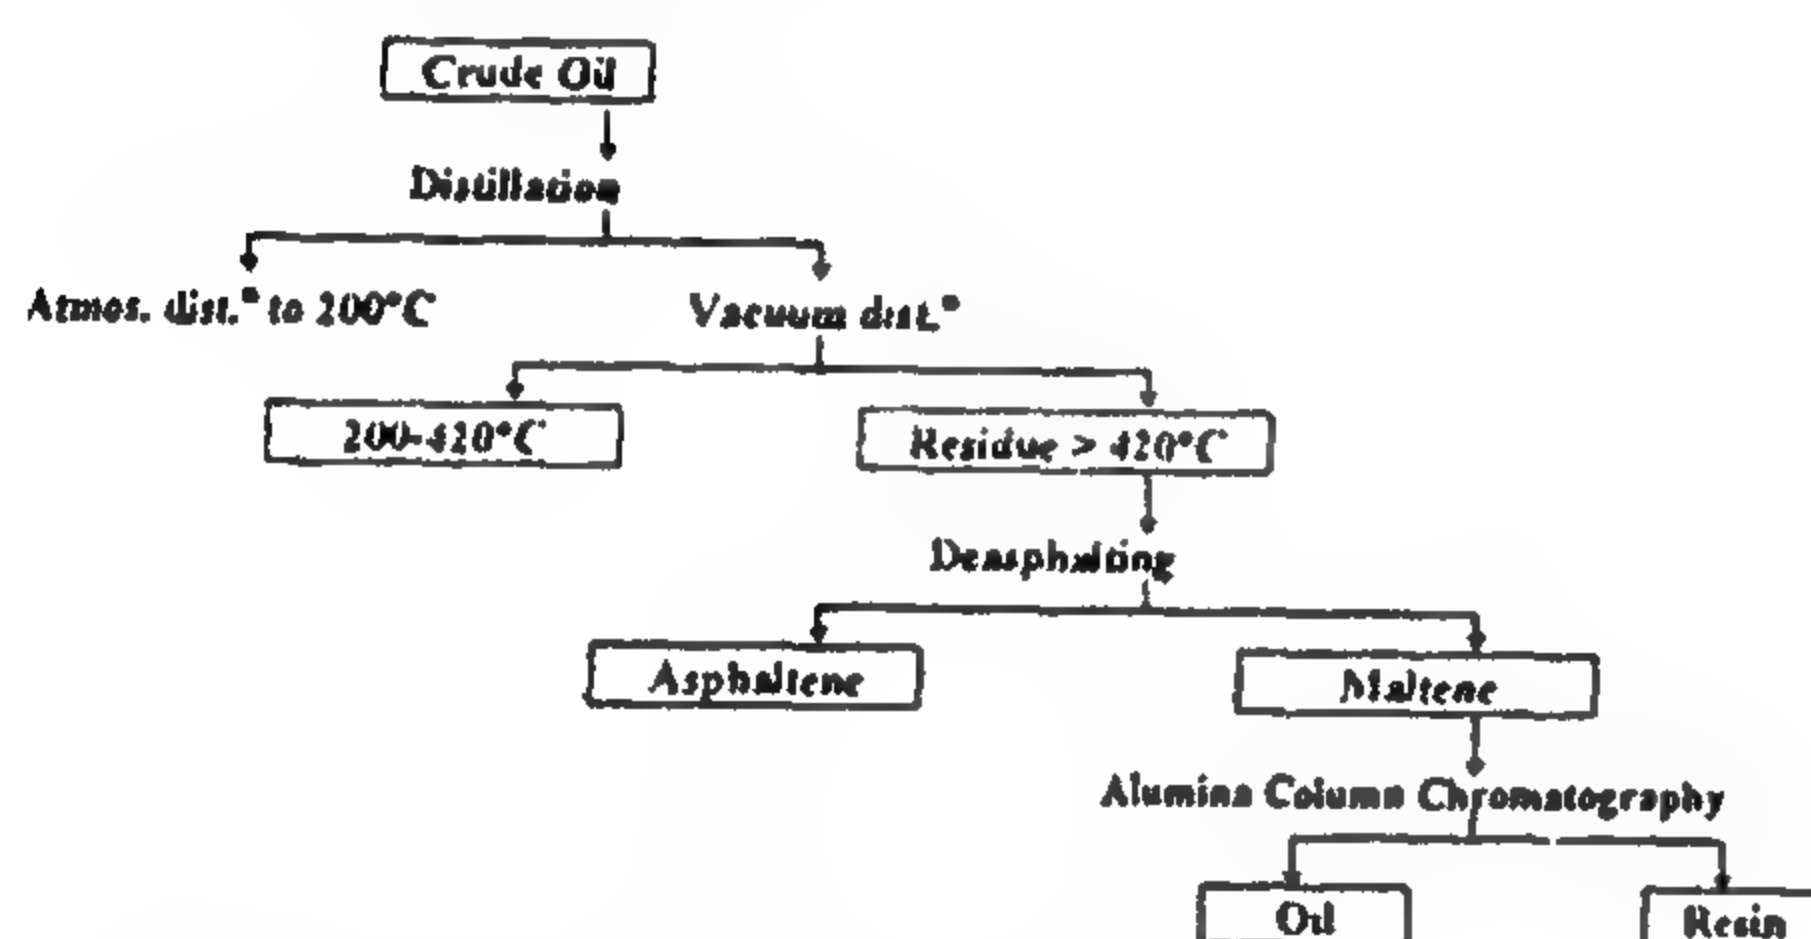 Crude Oil
Distillation
Atmos. dist.* to 200°C
Vacuum dist.*
200-420°C
Residue > 420°C
Deasphalting
Asphaltene
Maltene
Alumina Column Chromatography
Oil
Resin